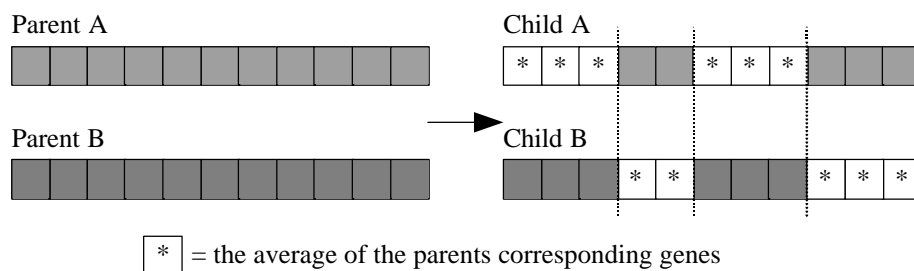 Parent A
Child A
* * * * * *
Parent B
Child B
* * * * *
* = the average of the parents corresponding genes